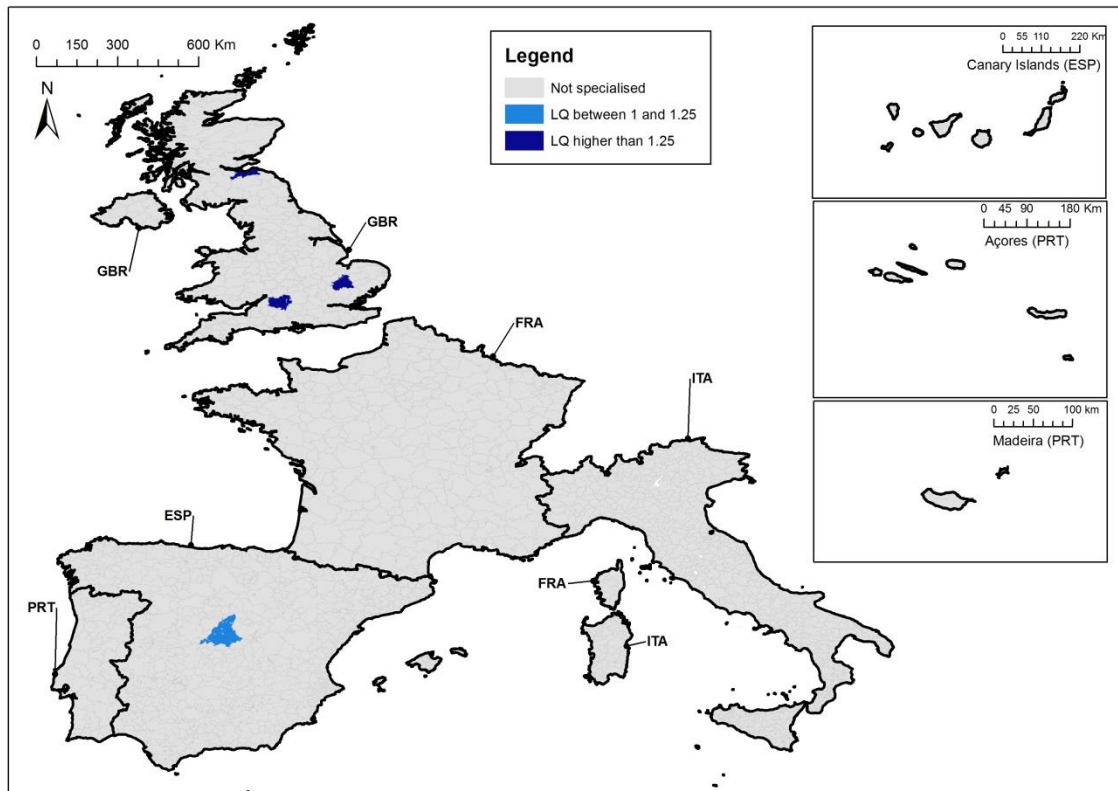 0 150 300 600 Km
N
Legend
Not specialised
LQ between 1 and 1.25
LQ higher than 1.25
0 55 110 220 Km
Canary Islands (ESP)
0 45 90 180 Km
Açores (PRT)
0 25 50 100 Km
Madeira (PRT)
GBR
GBR
FRA
ITA
ESP
FRA
PRT
ITA